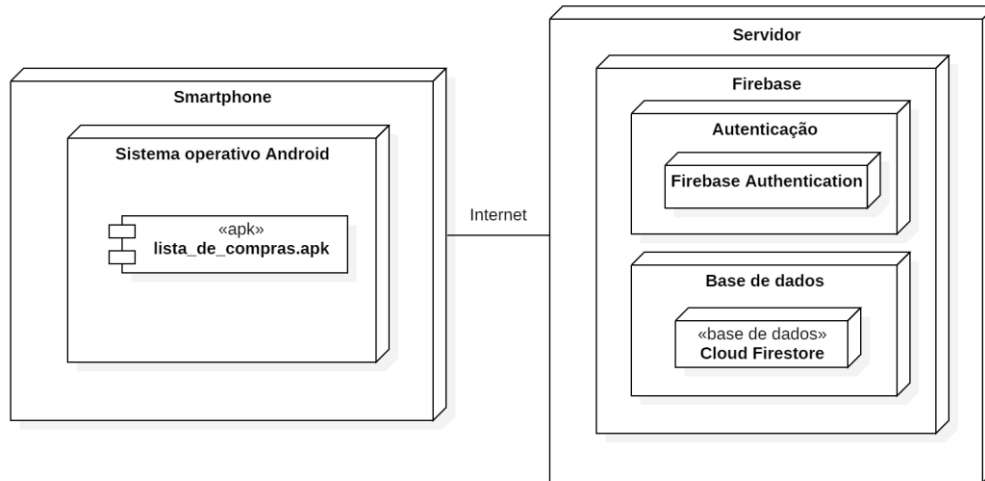 Smartphone
Sistema operativo Android
«apk»
lista_de_compras.apk
Internet
Servidor
Firebase
Autenticação
Firebase Authentication
Base de dados
«base de dados»
Cloud Firestore